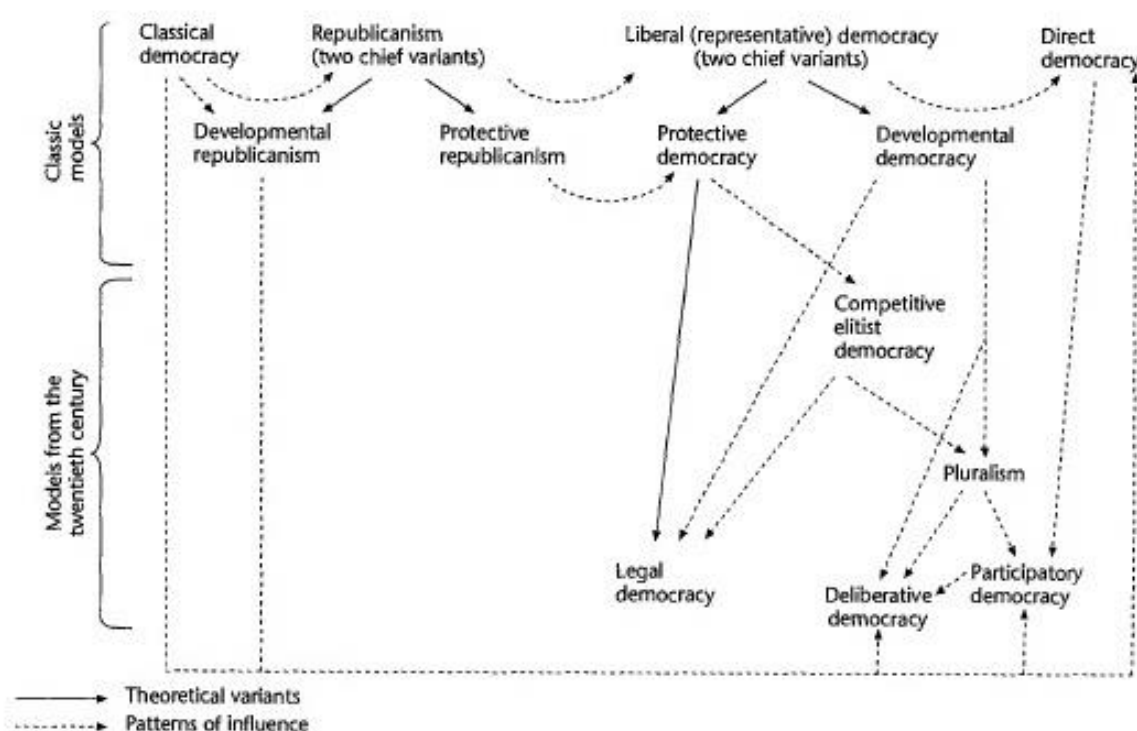 Classical
democracy
Republicanism
(two chief variants)
Liberal (representative) democracy
(two chief variants)
Direct
democracy
Developmental
republicanism
Protective
republicanism
Protective
democracy
Developmental
democracy
Classic
models
Competitive
elitist
democracy
Models from the
twentieth century
Pluralism
Legal
democracy
Deliberative
democracy
Participatory
democracy
Theoretical variants
Patterns of influence